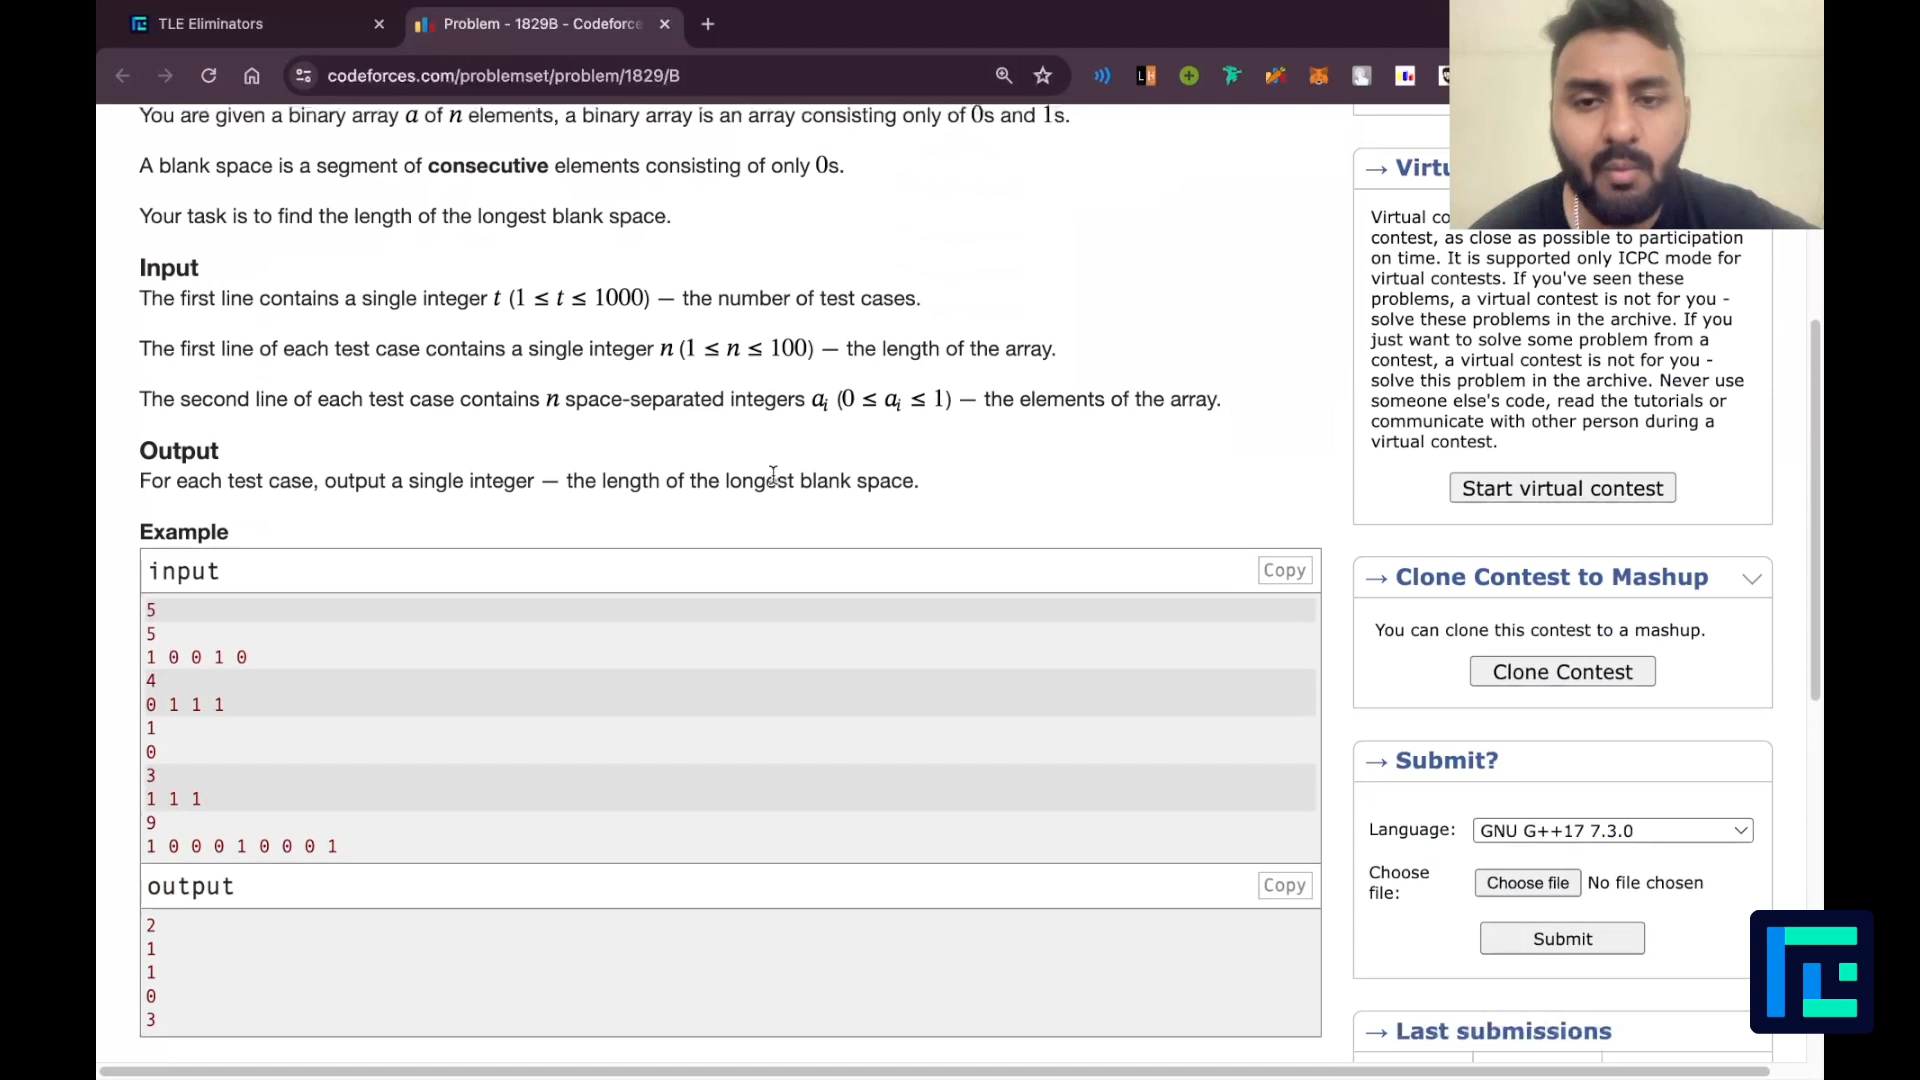 TLE Eliminators
Problem - 1829B - Codeforce
codeforces.com/problemset/problem/1829/B
You are given a binary array a of n elements, a binary array is an array consisting only of 0s and 1s.
A blank space is a segment of consecutive elements consisting of only 0s.
Your task is to find the length of the longest blank space.
Input
The first line contains a single integer t (1 ≤ t ≤ 1000) — the number of test cases.
The first line of each test case contains a single integer n (1 ≤ n ≤ 100) — the length of the array.
The second line of each test case contains n space-separated integers aᵢ (0 ≤ aᵢ ≤ 1) — the elements of the array.
Output
For each test case, output a single integer — the length of the longest blank space.
Example
input
Copy
5
5
1 0 0 1 0
4
0 1 1 1
1
0
3
1 1 1
9
1 0 0 0 1 0 0 0 1
output
Copy
2
1
1
0
3
→ Virtu
Virtual co
contest, as close as possible to participation
on time. It is supported only ICPC mode for
virtual contests. If you've seen these
problems, a virtual contest is not for you -
solve these problems in the archive. If you
just want to solve some problem from a
contest, a virtual contest is not for you -
solve this problem in the archive. Never use
someone else's code, read the tutorials or
communicate with other person during a
virtual contest.
Start virtual contest
→ Clone Contest to Mashup
You can clone this contest to a mashup.
Clone Contest
→ Submit?
Language:
GNU G++17 7.3.0
Choose
file:
Choose file
No file chosen
Submit
→ Last submissions